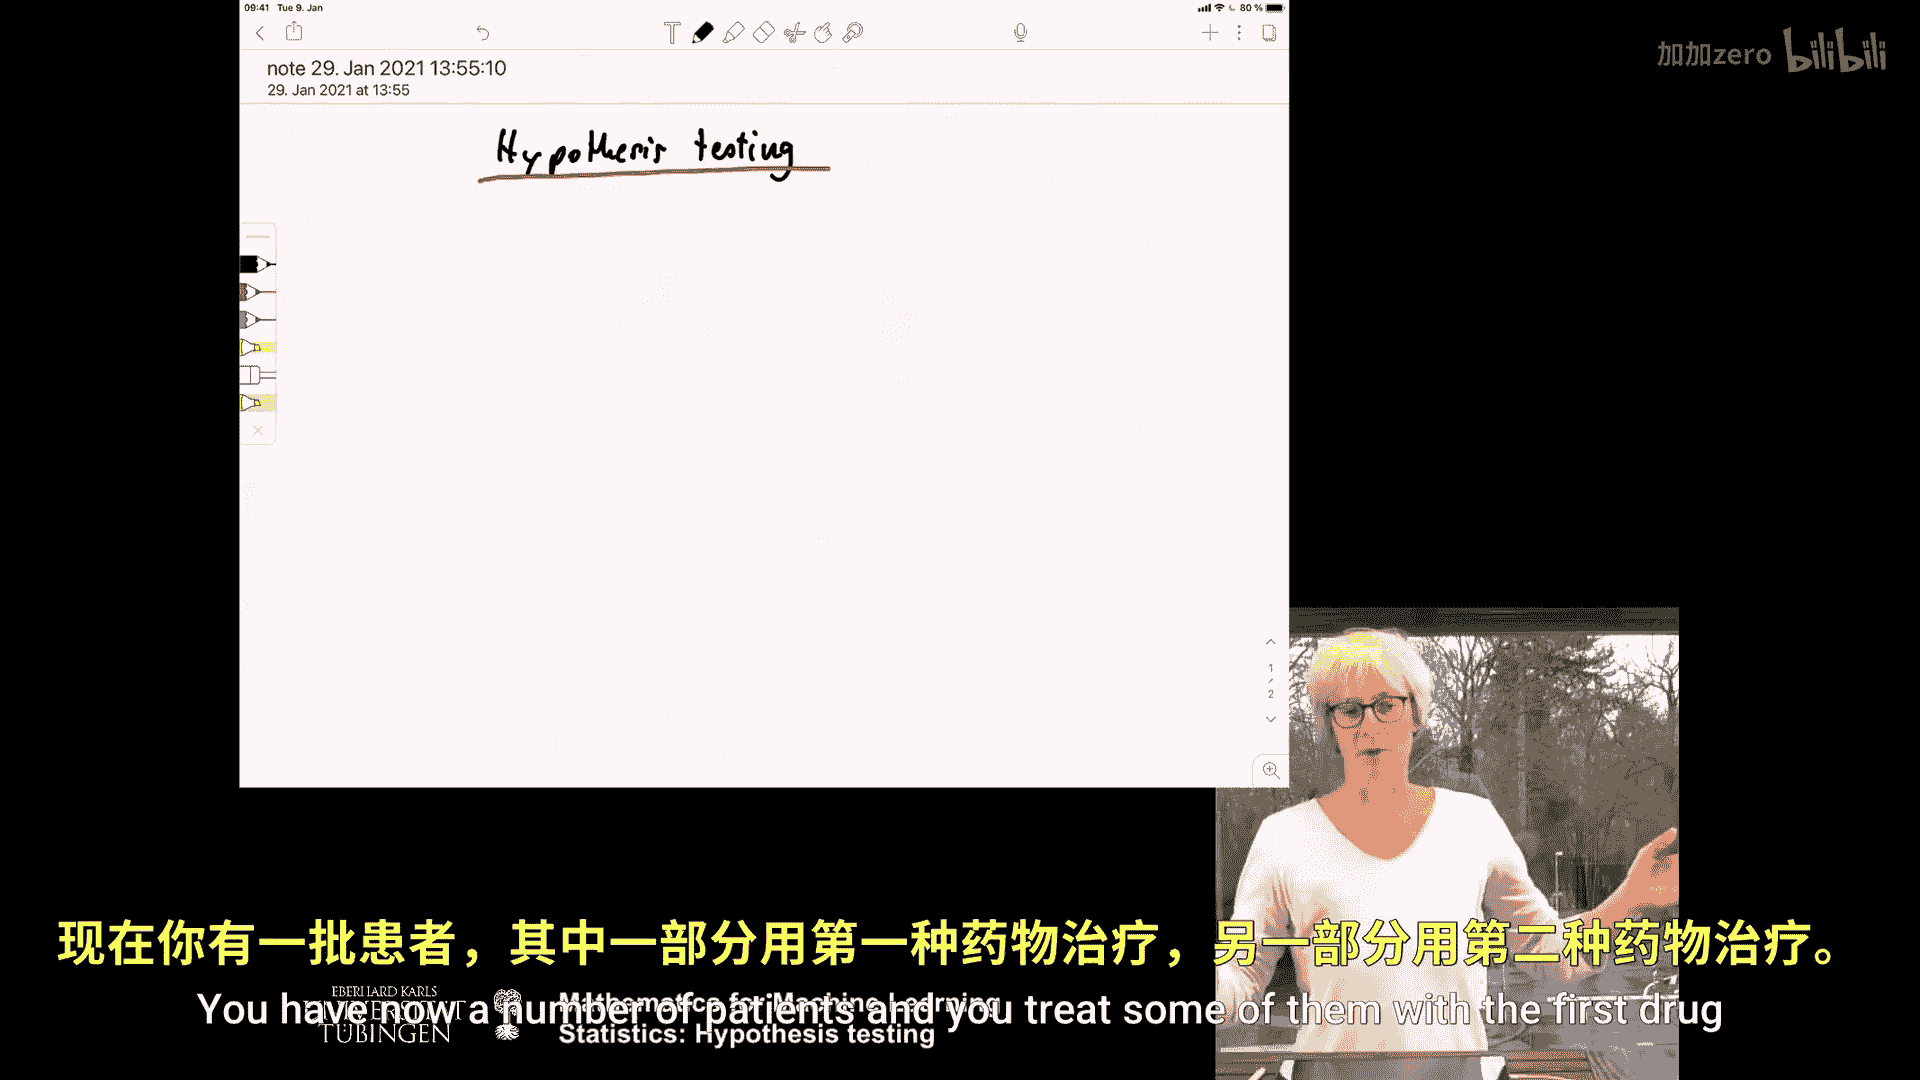 09:41 Tue 9. Jan
80 %
加加zero bilibili
note 29. Jan 2021 13:55:10
29. Jan 2021 at 13:55
Hypothesis testing
1
/
2
现在你有一批患者，其中一部分用第一种药物治疗，另一部分用第二种药物治疗。
EBERHARD KARLS
UNIVERSITÄT
TÜBINGEN
Mathematics for Machine Learning
Statistics: Hypothesis testing
You have now a number of patients and you treat some of them with the first drug